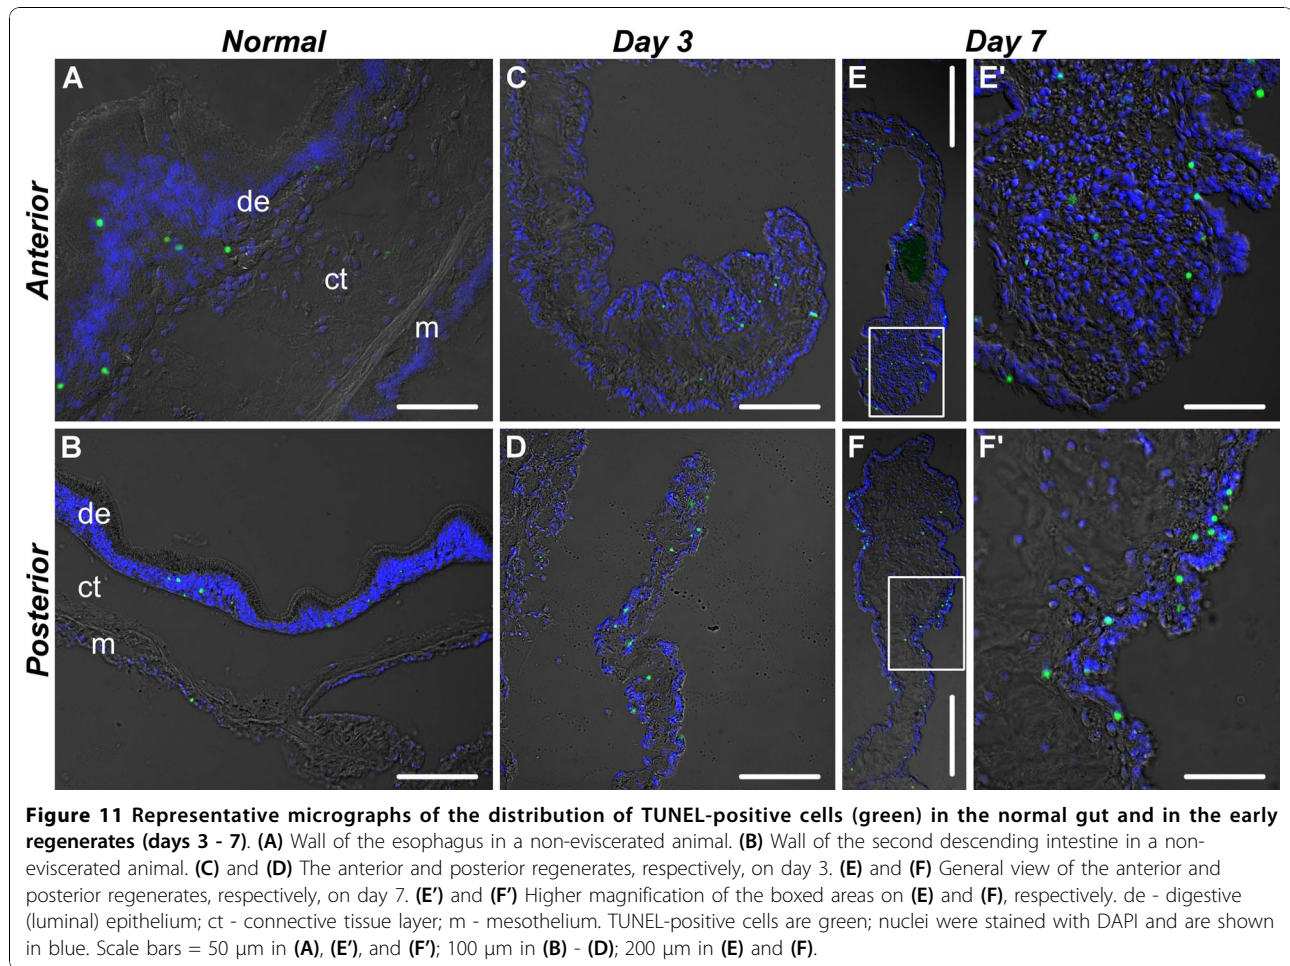 Normal
Day 3
Day 7
Anterior
A
de
ct
m
C
E
E'
Posterior
B
de
ct
m
D
F
F'
Figure 11 Representative micrographs of the distribution of TUNEL-positive cells (green) in the normal gut and in the early
regenerates (days 3 - 7). (A) Wall of the esophagus in a non-eviscerated animal. (B) Wall of the second descending intestine in a non-
eviscerated animal. (C) and (D) The anterior and posterior regenerates, respectively, on day 3. (E) and (F) General view of the anterior and
posterior regenerates, respectively, on day 7. (E’) and (F’) Higher magnification of the boxed areas on (E) and (F), respectively. de - digestive
(luminal) epithelium; ct - connective tissue layer; m - mesothelium. TUNEL-positive cells are green; nuclei were stained with DAPI and are shown
in blue. Scale bars = 50 μm in (A), (E’), and (F’); 100 μm in (B) - (D); 200 μm in (E) and (F).